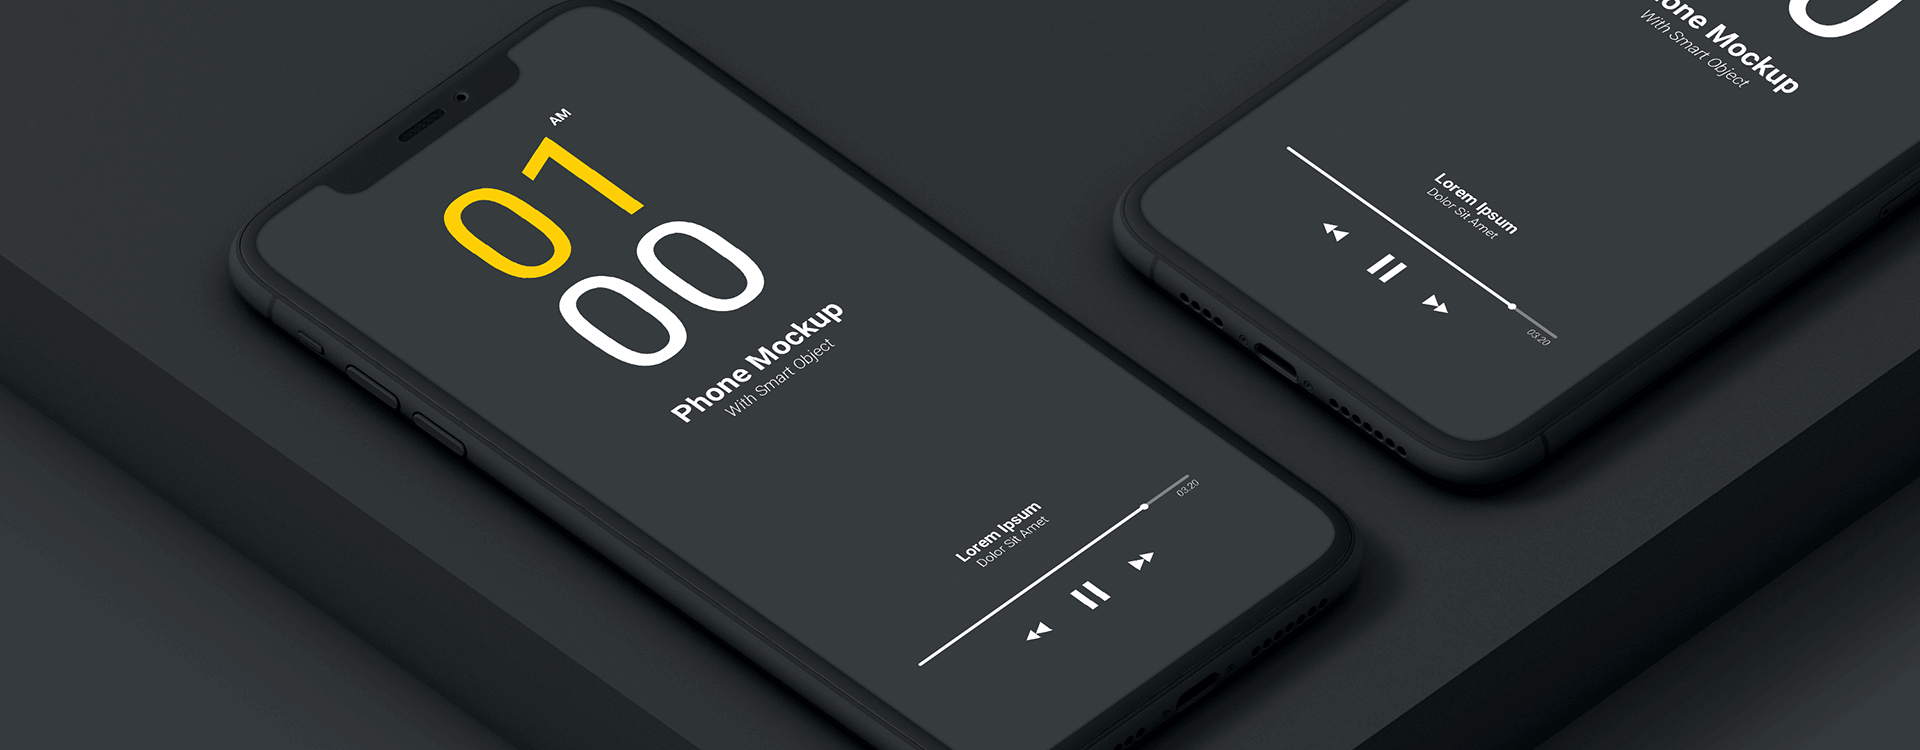 AM
01
00
Phone Mockup
With Smart Object
Lorem Ipsum
Dolor Sit Amet
03:20
0
one Mockup
With Smart Object
Lorem Ipsum
Dolor Sit Amet
03:20